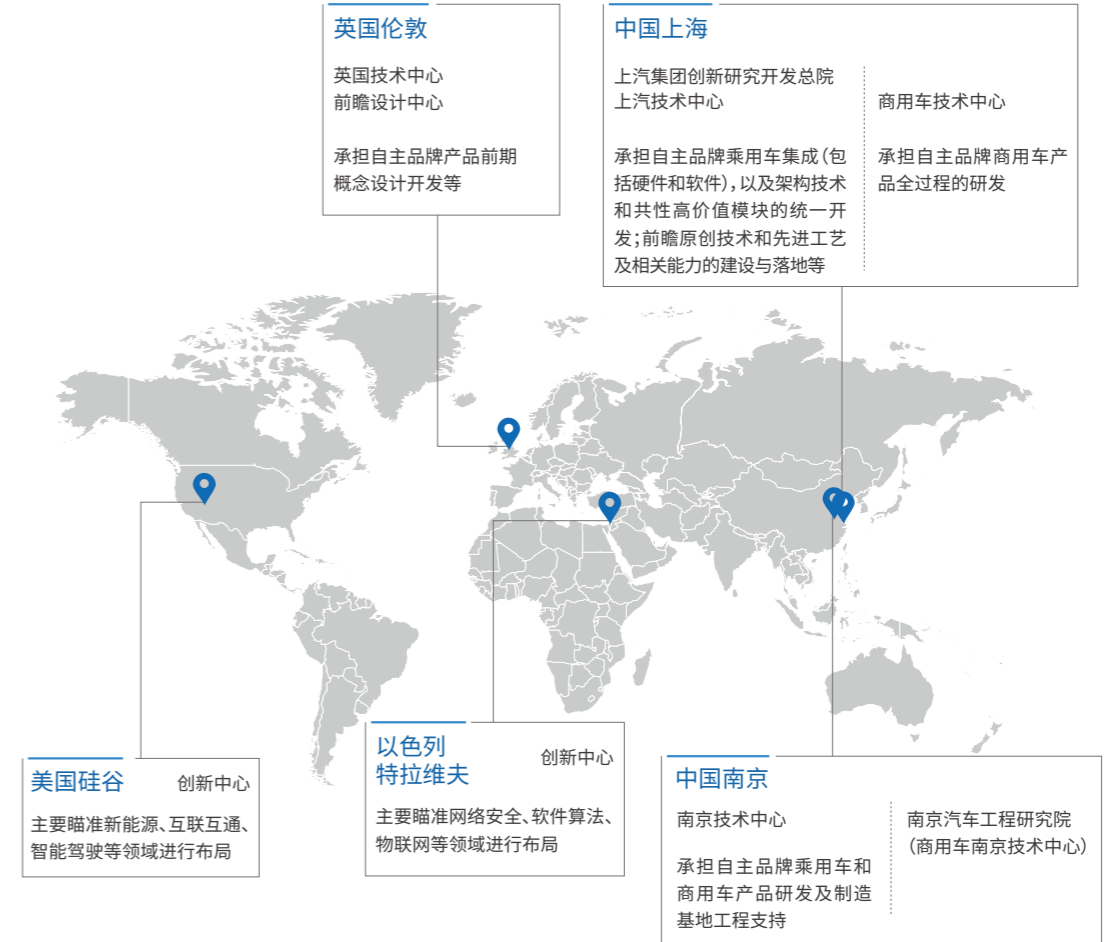 英国伦敦
英国技术中心
前瞻设计中心
承担自主品牌产品前期
概念设计开发等
中国上海
上汽集团创新研究开发总院
上汽技术中心
承担自主品牌乘用车集成(包
括硬件和软件),以及架构技术
和共性高价值模块的统一开
发;前瞻原创技术和先进工艺
及相关能力的建设与落地等
商用车技术中心
承担自主品牌商用车产
品全过程的研发
美国硅谷
创新中心
主要瞄准新能源、互联互通、
智能驾驶等领域进行布局
以色列
特拉维夫
创新中心
主要瞄准网络安全、软件算法、
物联网等领域进行布局
中国南京
南京技术中心
承担自主品牌乘用车和
商用车产品研发及制造
基地工程支持
南京汽车工程研究院
(商用车南京技术中心)